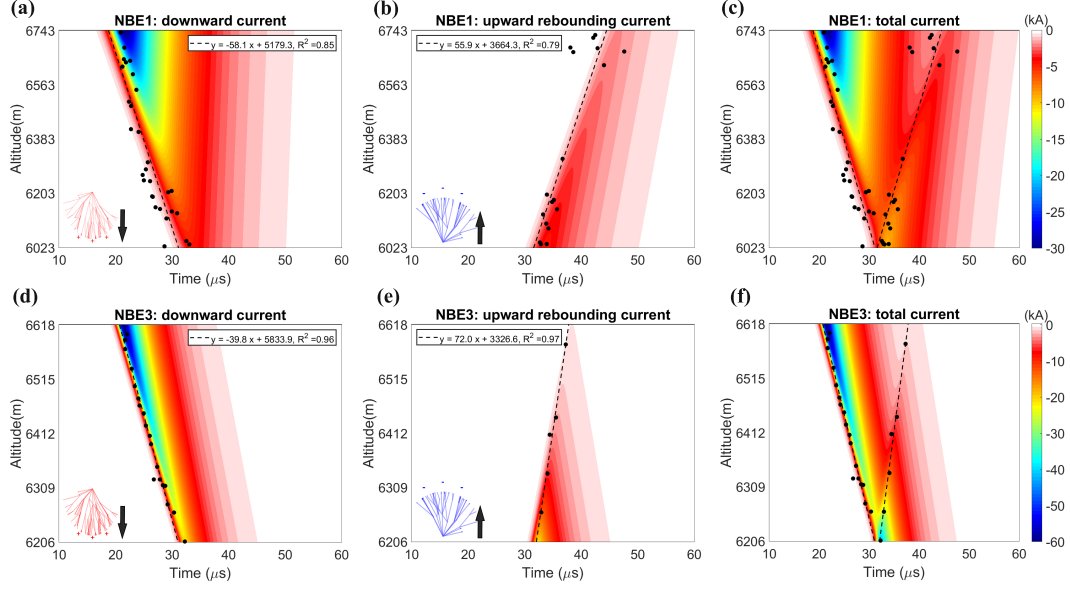 (a)
NBE1: downward current
y = -58.1 x + 5179.3, R² =0.85
Altitude(m)
6743
6563
6383
6203
6023
10 20 30 40 50 60
Time (μs)
(b)
NBE1: upward rebounding current
y = 55.9 x + 3664.3, R² =0.79
Altitude(m)
6743
6563
6383
6203
6023
10 20 30 40 50 60
Time (μs)
(c)
NBE1: total current
(kA)
Altitude(m)
6743
6563
6383
6203
6023
10 20 30 40 50 60
Time (μs)
0
-5
-10
-15
-20
-25
-30
(d)
NBE3: downward current
y = -39.8 x + 5833.9, R² =0.96
Altitude(m)
6618
6515
6412
6309
6206
10 20 30 40 50 60
Time (μs)
(e)
NBE3: upward rebounding current
y = 72.0 x + 3326.6, R² =0.97
Altitude(m)
6618
6515
6412
6309
6206
10 20 30 40 50 60
Time (μs)
(f)
NBE3: total current
(kA)
Altitude(m)
6618
6515
6412
6309
6206
10 20 30 40 50 60
Time (μs)
0
-10
-20
-30
-40
-50
-60